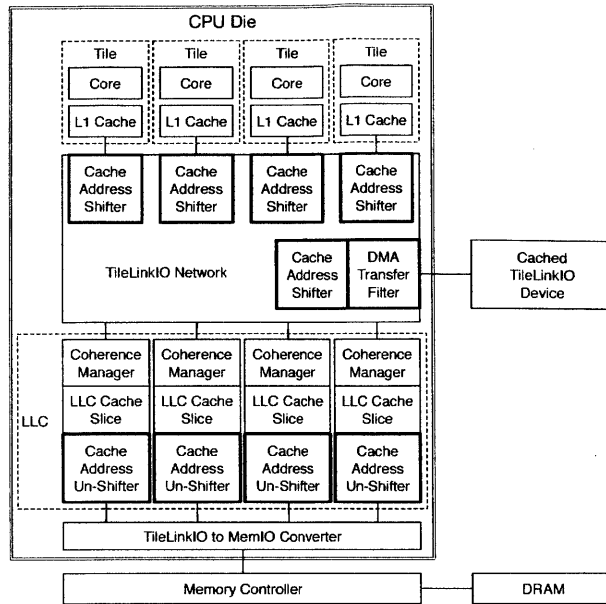 CPU Die
Tile
Tile
Tile
Tile
Core
Core
Core
Core
L1 Cache
L1 Cache
L1 Cache
L1 Cache
Cache
Address
Shifter
Cache
Address
Shifter
Cache
Address
Shifter
Cache
Address
Shifter
TileLinkIO Network
Cache
Address
Shifter
DMA
Transfer
Filter
Cached
TileLinkIO
Device
LLC
Coherence
Manager
Coherence
Manager
Coherence
Manager
Coherence
Manager
LLC Cache
Slice
LLC Cache
Slice
LLC Cache
Slice
LLC Cache
Slice
Cache
Address
Un-Shifter
Cache
Address
Un-Shifter
Cache
Address
Un-Shifter
Cache
Address
Un-Shifter
TileLinkIO to MemIO Converter
Memory Controller
DRAM